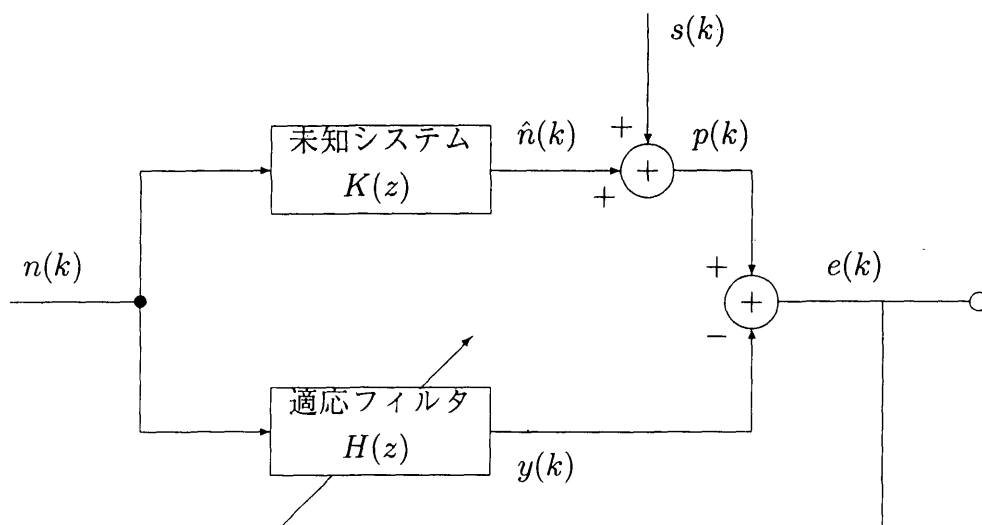 s(k)
未知システム
K(z)
n̂(k)
+
+
+
p(k)
n(k)
+
+
−
e(k)
適応フィルタ
H(z)
y(k)